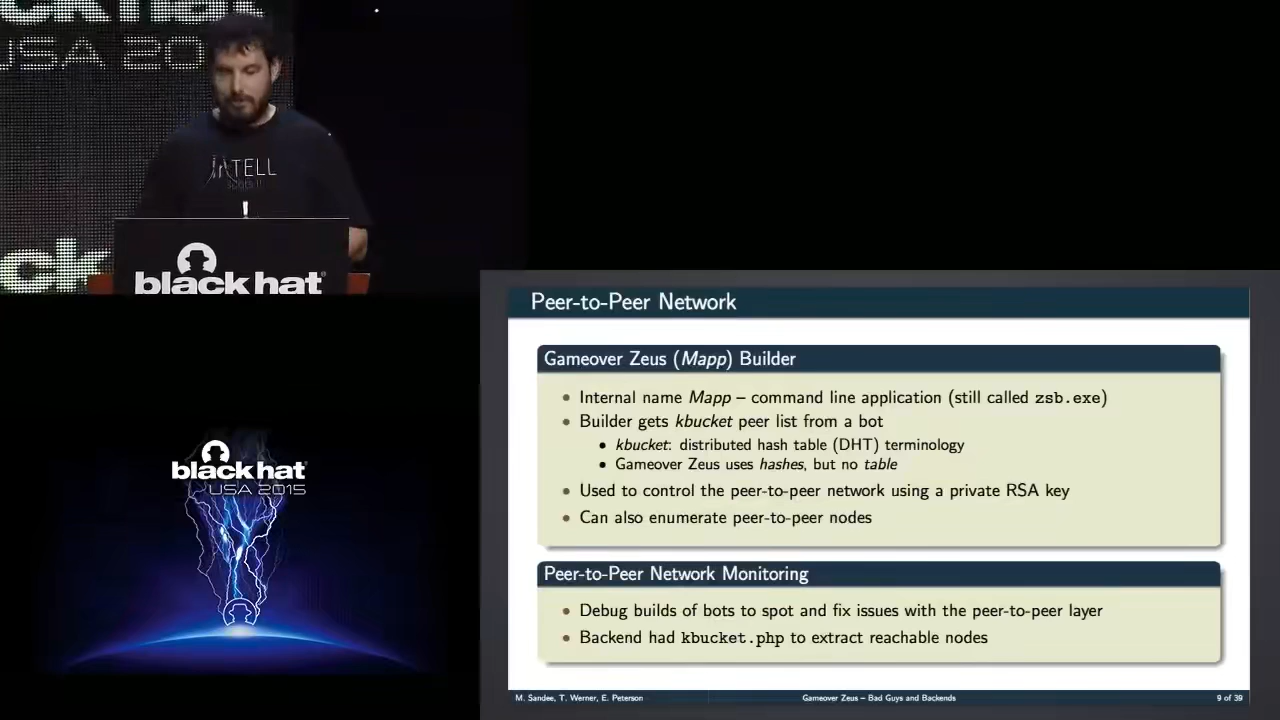 USA 20
INTELL
ck
black hat
black hat
USA 2015
Peer-to-Peer Network
Gameover Zeus (Mapp) Builder
Internal name Mapp – command line application (still called zsb.exe)
Builder gets kbucket peer list from a bot
kbucket: distributed hash table (DHT) terminology
Gameover Zeus uses hashes, but no table
Used to control the peer-to-peer network using a private RSA key
Can also enumerate peer-to-peer nodes
Peer-to-Peer Network Monitoring
Debug builds of bots to spot and fix issues with the peer-to-peer layer
Backend had kbucket.php to extract reachable nodes
M. Sandee, T. Werner, E. Peterson
Gameover Zeus – Bad Guys and Backends
9 of 39